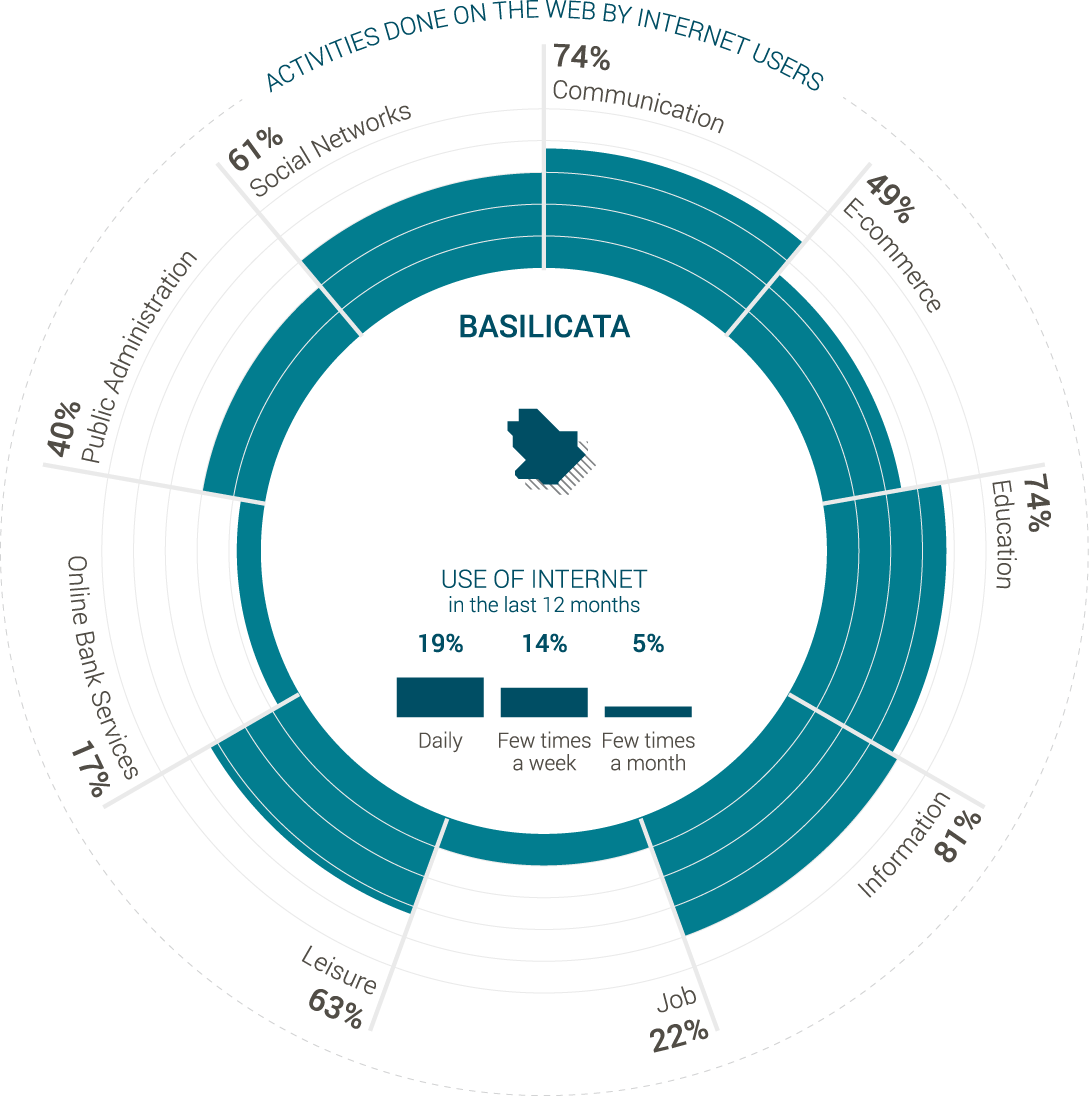 ACTIVITIES DONE ON THE WEB BY INTERNET USERS
74%
Communication
49%
E-commerce
74%
Education
81%
Information
Job
22%
Leisure
63%
Online Bank Services
17%
40%
Public Administration
61%
Social Networks
BASILICATA
USE OF INTERNET
in the last 12 months
19% 14% 5%
Daily Few times Few times
a week a month